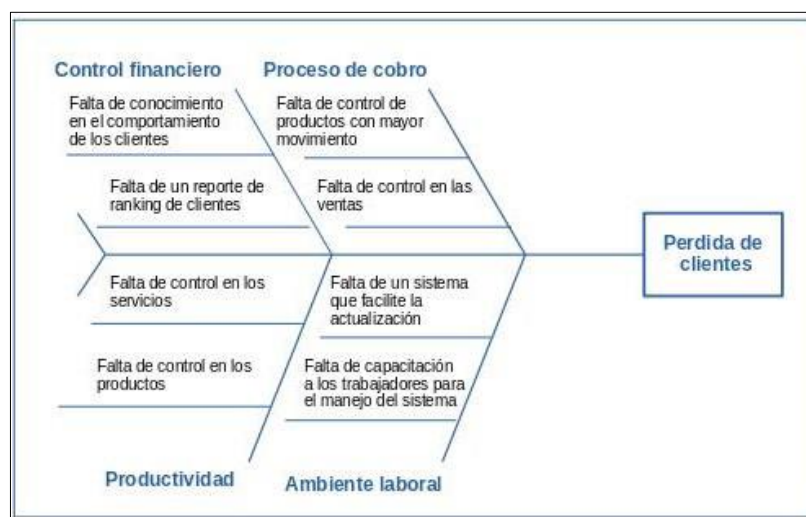 Control financiero
Falta de conocimiento
en el comportamiento
de los clientes
Falta de un reporte de
ranking de clientes
Proceso de cobro
Falta de control de
productos con mayor
movimiento
Falta de control en las
ventas
Perdida de
clientes
Falta de control en los
servicios
Falta de control en los
productos
Productividad
Falta de un sistema
que facilite la
actualización
Falta de capacitación
a los trabajadores para
el manejo del sistema
Ambiente laboral